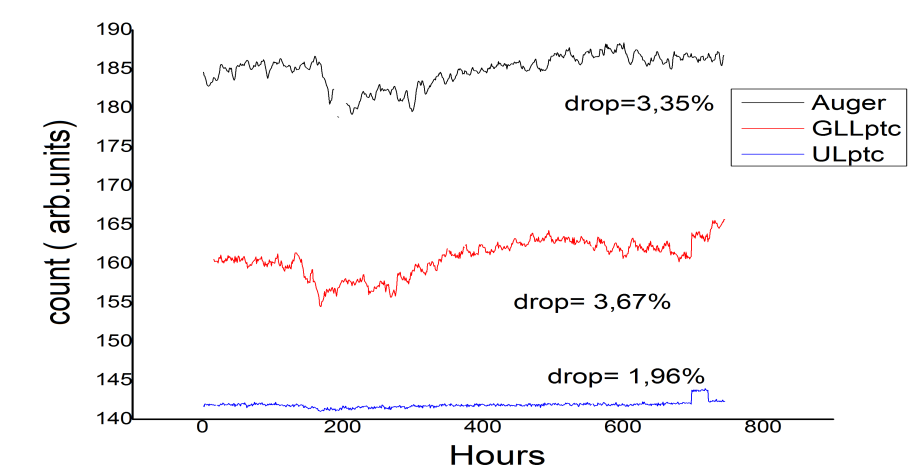 190
185
180
175
170
165
160
155
150
145
140
count ( arb.units)
drop=3,35%
Auger
GLLptc
ULptc
drop= 3,67%
drop= 1,96%
0 200 400 600 800
Hours